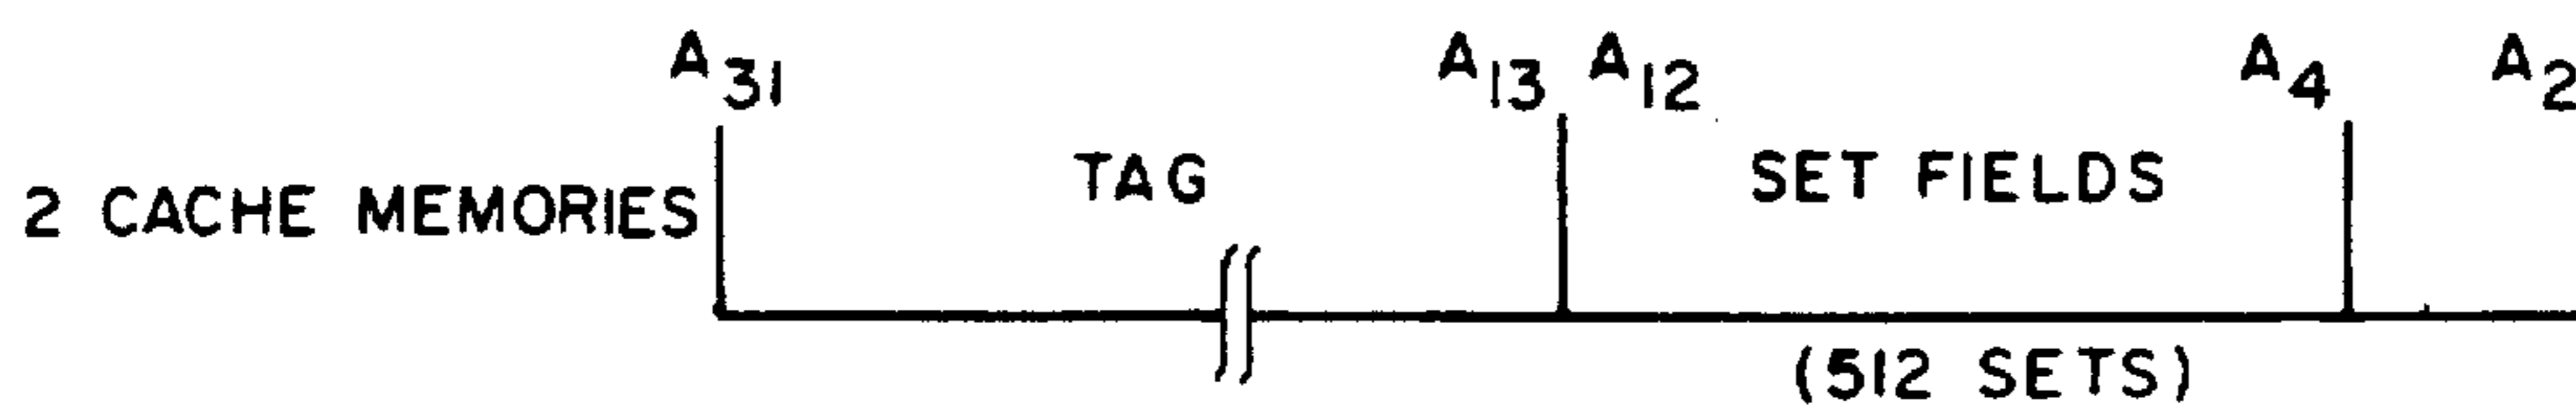 A31 A13 A12 A4 A2
TAG SET FIELDS
2 CACHE MEMORIES
(512 SETS)